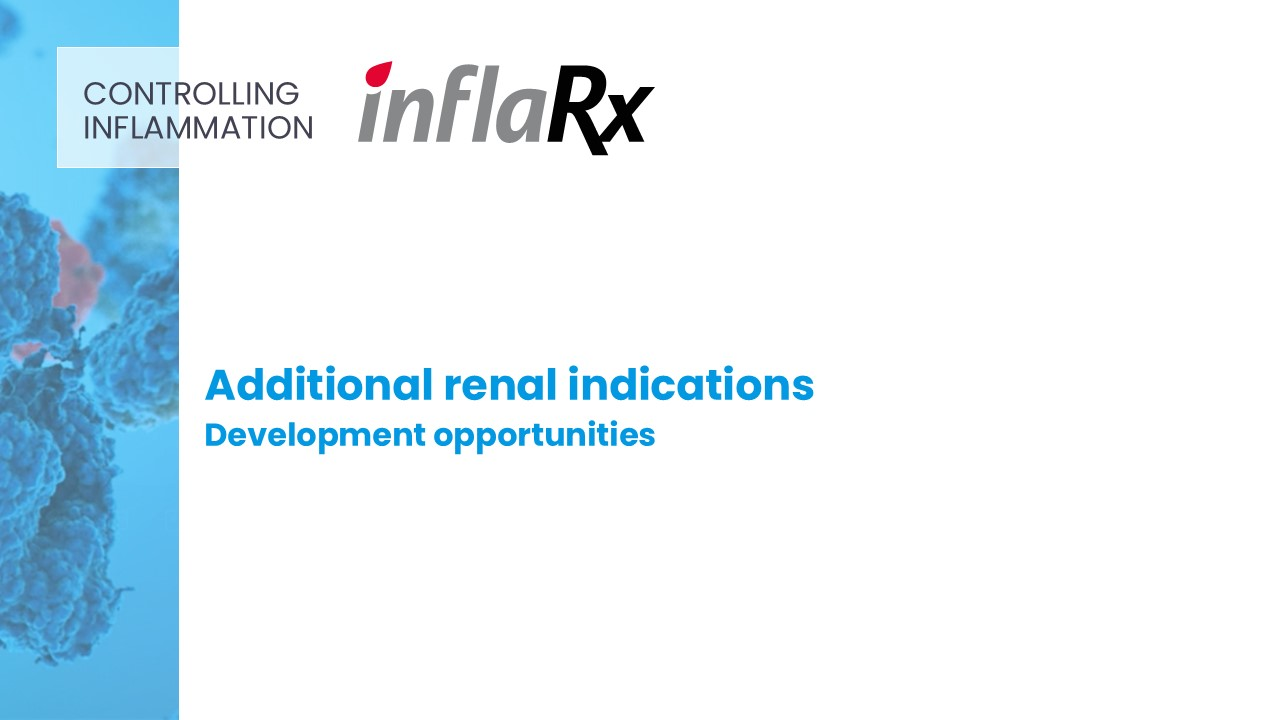 CONTROLLING
INFLAMMATION
inflaRx
Additional renal indications
Development opportunities